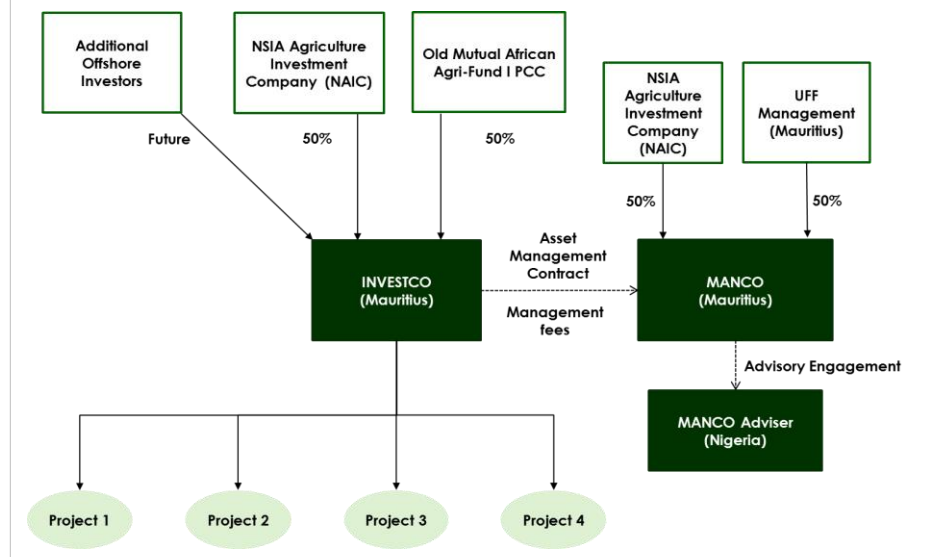 Additional
Offshore
Investors
NSIA Agriculture
Investment
Company (NAIC)
Old Mutual African
Agri-Fund I PCC
NSIA
Agriculture
Investment
Company
(NAIC)
UFF
Management
(Mauritius)
Future
50%
50%
50%
50%
INVESTCO
(Mauritius)
Asset
Management
Contract
Management
fees
MANCO
(Mauritius)
Advisory Engagement
MANCO Adviser
(Nigeria)
Project 1
Project 2
Project 3
Project 4